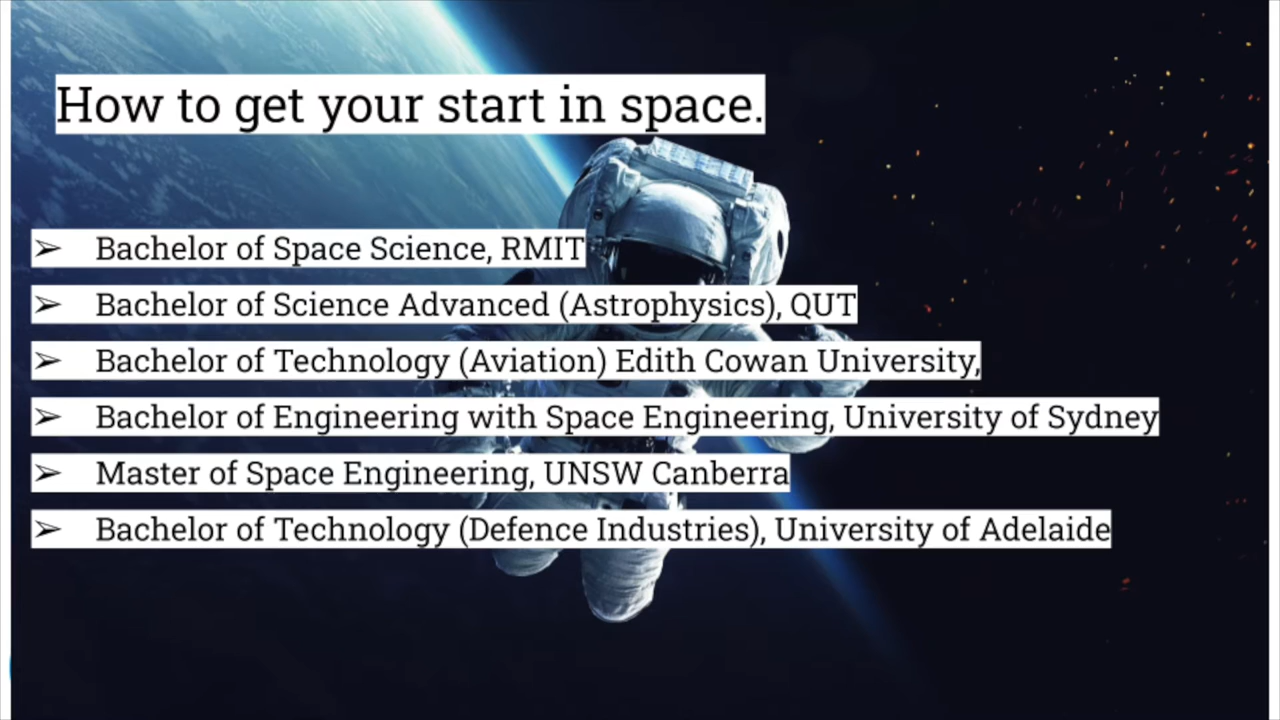 How to get your start in space.
➢ Bachelor of Space Science, RMIT
➢ Bachelor of Science Advanced (Astrophysics), QUT
➢ Bachelor of Technology (Aviation) Edith Cowan University,
➢ Bachelor of Engineering with Space Engineering, University of Sydney
➢ Master of Space Engineering, UNSW Canberra
➢ Bachelor of Technology (Defence Industries), University of Adelaide